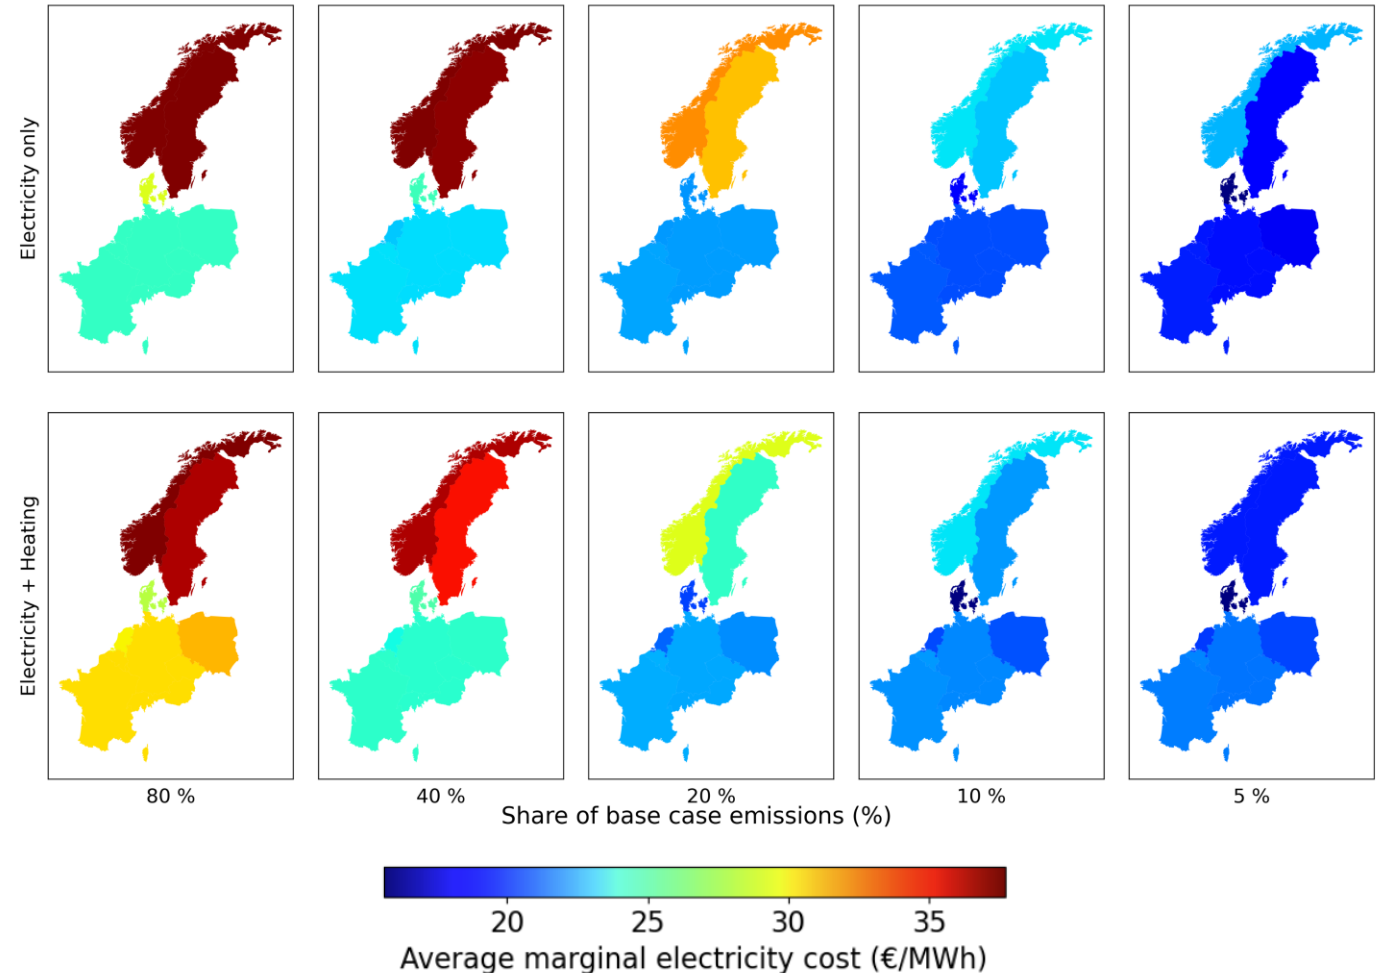 Electricity only
Electricity + Heating
80 %
40 %
20 %
10 %
5 %
Share of base case emissions (%)
20
25
30
35
Average marginal electricity cost (€/MWh)